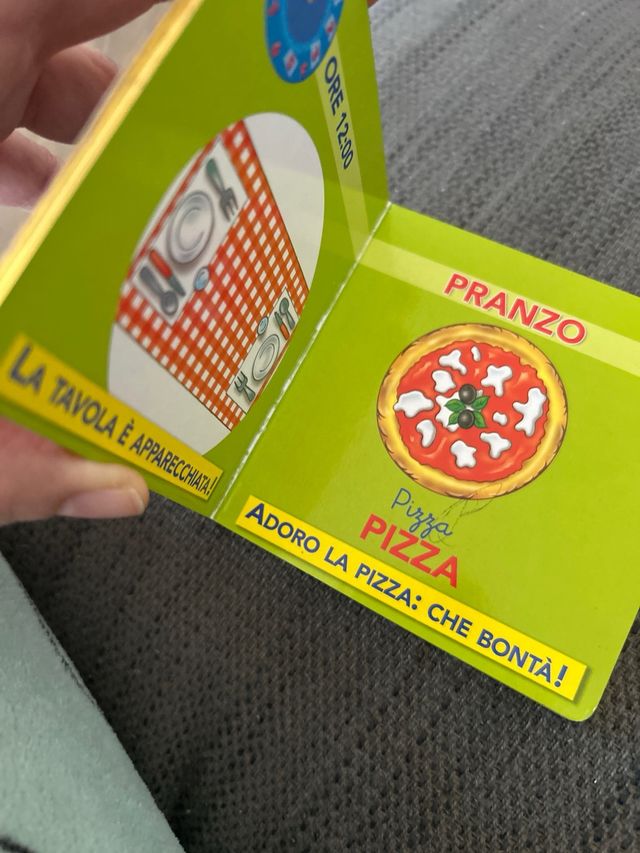 ORE 12:00
LA TAVOLA È APPARECCHIATA!
PRANZO
Pizza
PIZZA
ADORO LA PIZZA: CHE BONTÀ!